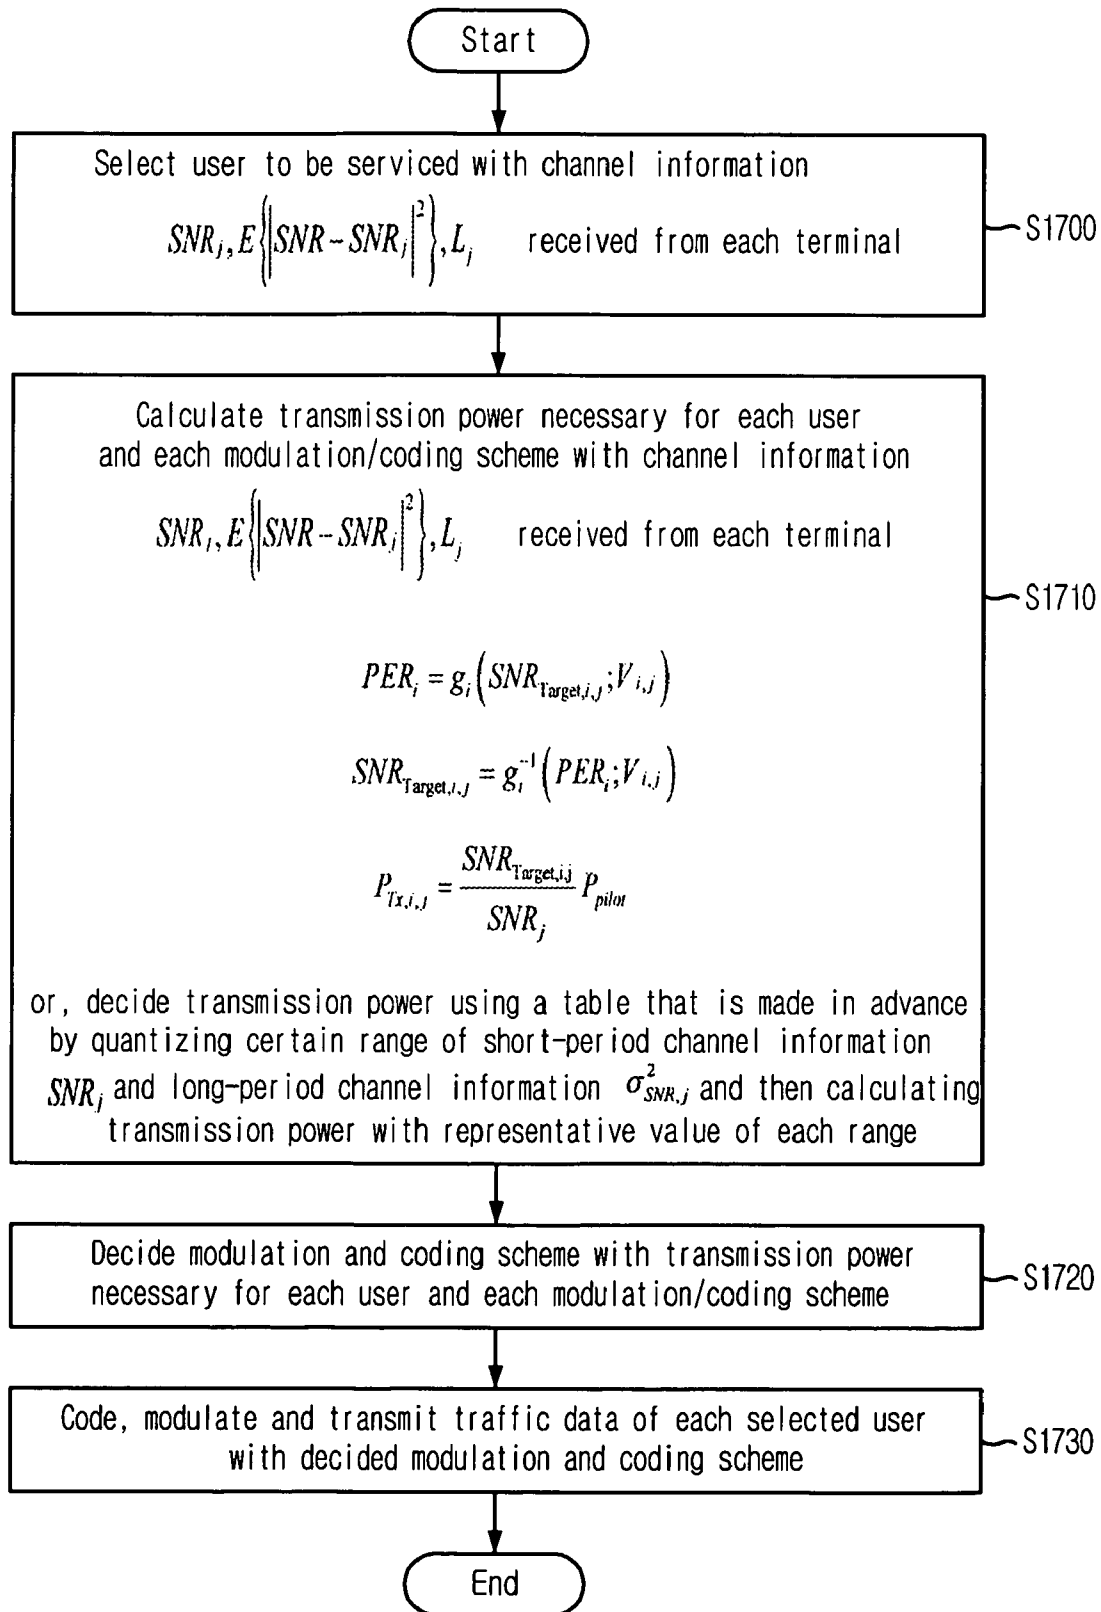 Start
Select user to be serviced with channel information
SNR_j, E{|SNR-SNR_j|^2}, L_j received from each terminal
S1700
Calculate transmission power necessary for each user
and each modulation/coding scheme with channel information
SNR_j, E{|SNR-SNR_j|^2}, L_j received from each terminal
S1710
PER_i = g_i(SNR_Target,i,j; V_i,j)
SNR_Target,i,j = g_i^-1(PER_i; V_i,j)
P_Tx,i,j = SNR_Target,i,j / SNR_j P_pilot
or, decide transmission power using a table that is made in advance
by quantizing certain range of short-period channel information
SNR_j and long-period channel information σ^2_SNR,j and then calculating
transmission power with representative value of each range
Decide modulation and coding scheme with transmission power
necessary for each user and each modulation/coding scheme
S1720
Code, modulate and transmit traffic data of each selected user
with decided modulation and coding scheme
S1730
End